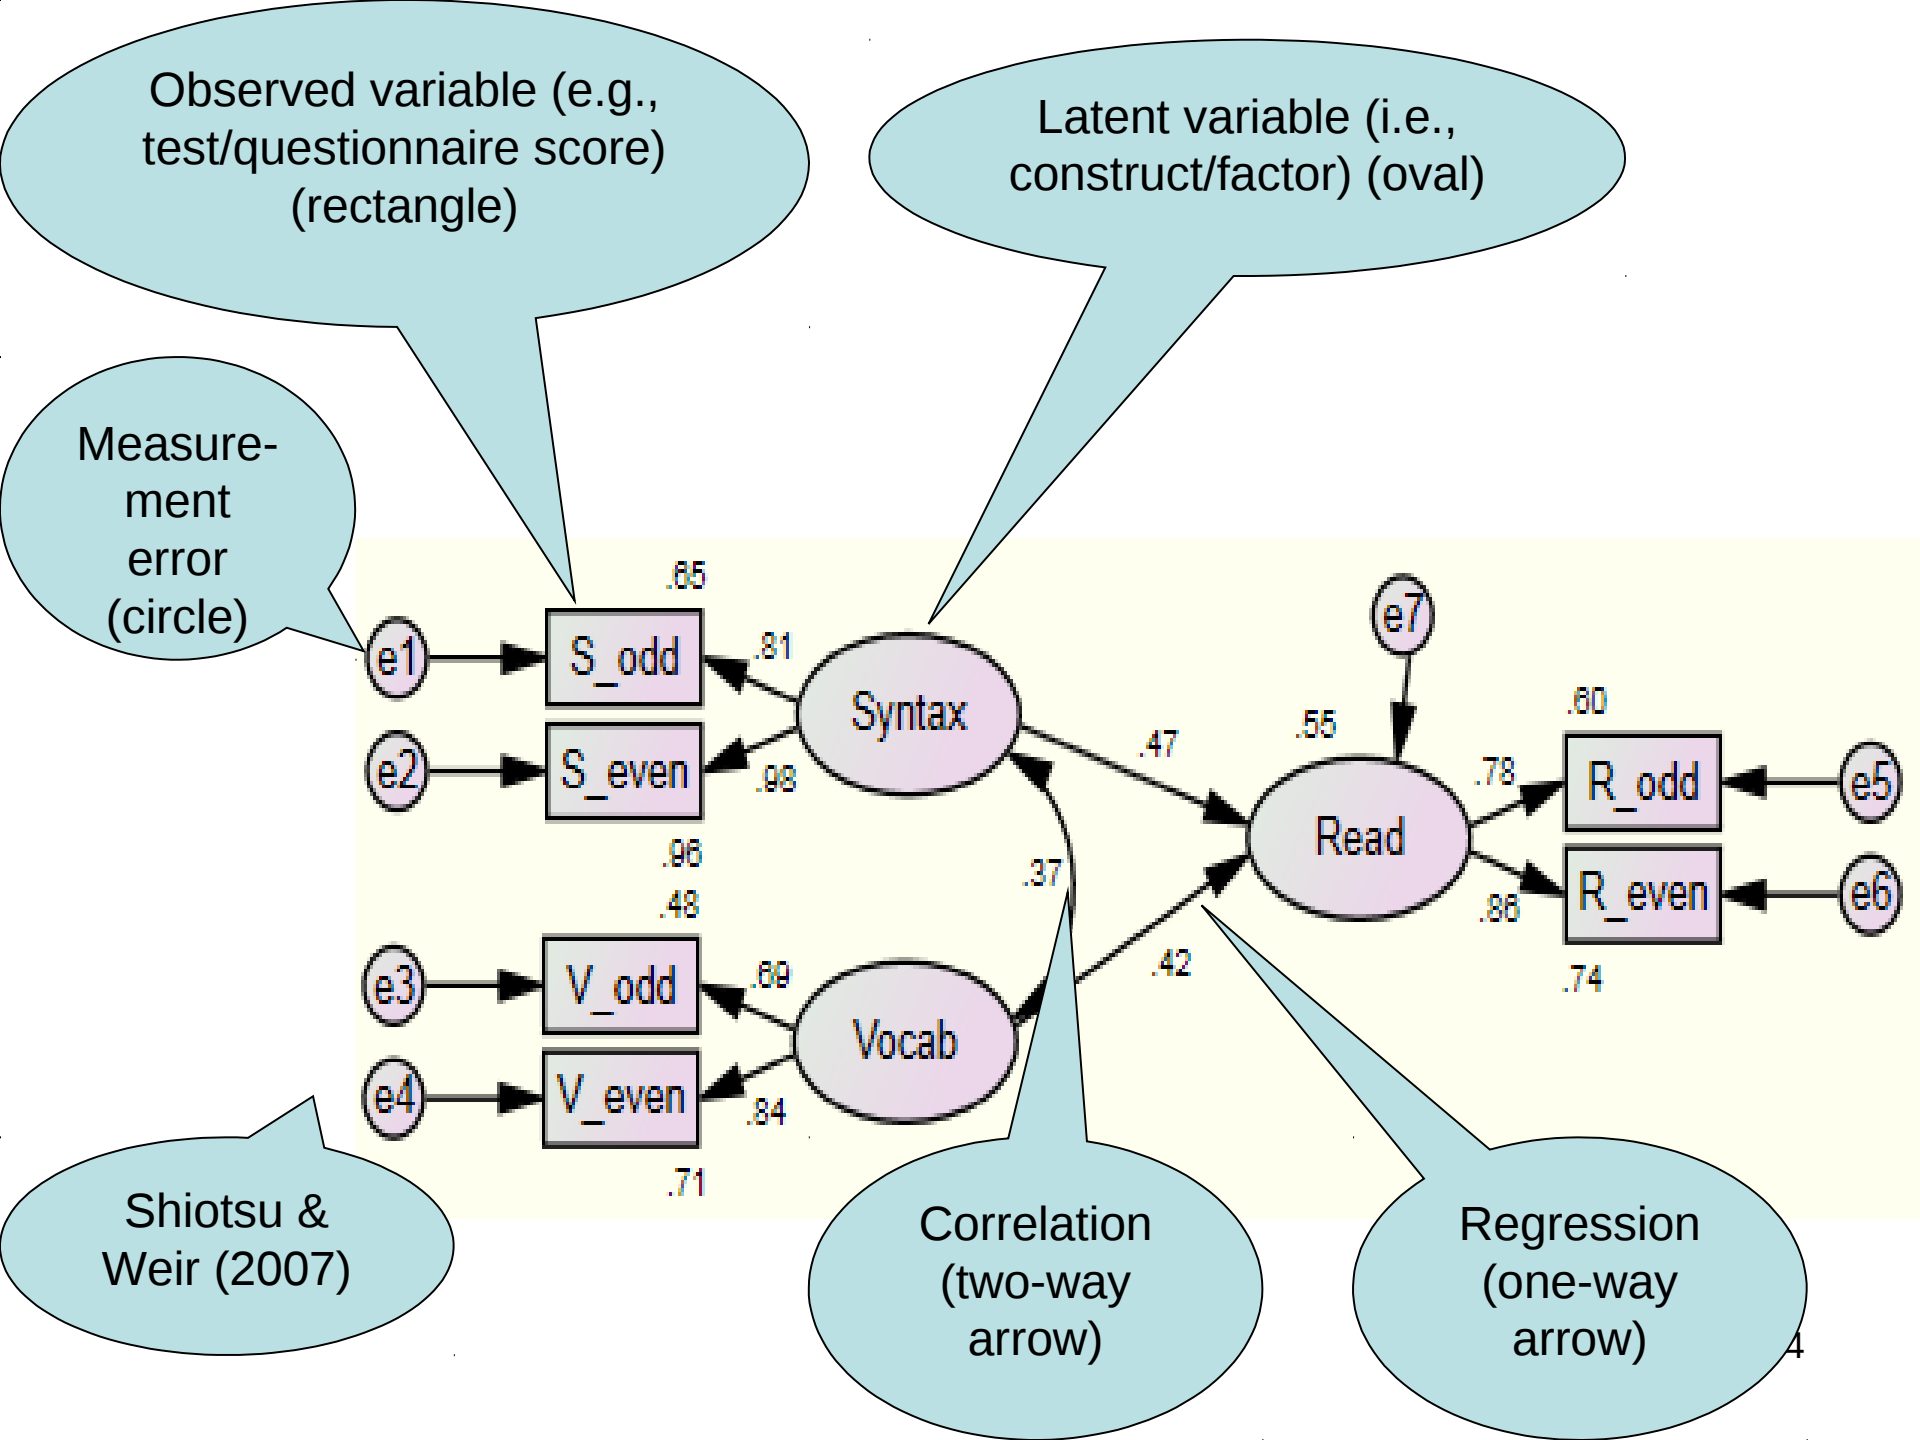 Observed variable (e.g.,
test/questionnaire score)
(rectangle)
Latent variable (i.e.,
construct/factor) (oval)
Measure-
ment
error
(circle)
.65
e1
S_odd
.81
Syntax
e2
S_even
.98
.96
.47
.37
.48
e3
V_odd
.69
Vocab
e4
V_even
.84
.71
.42
e7
.55
Read
.60
.78
R_odd
e5
.86
R_even
e6
.74
Shiotsu &
Weir (2007)
Correlation
(two-way
arrow)
Regression
(one-way
arrow)
4